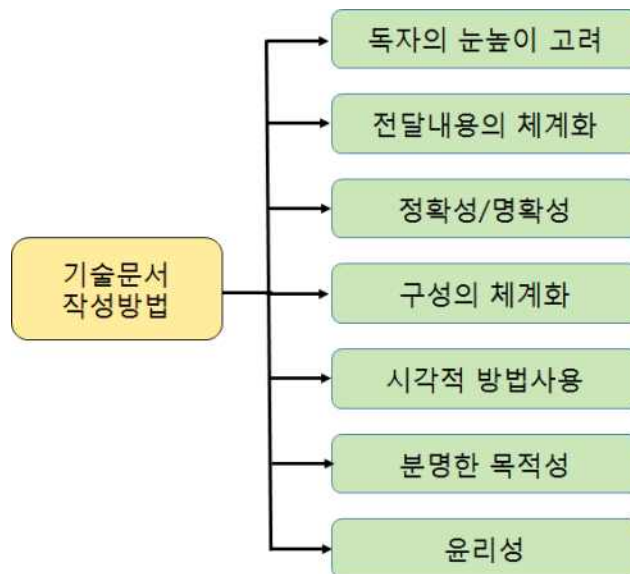 독자의 눈높이 고려
전달내용의 체계화
정확성/명확성
기술문서
작성방법
구성의 체계화
시각적 방법사용
분명한 목적성
윤리성